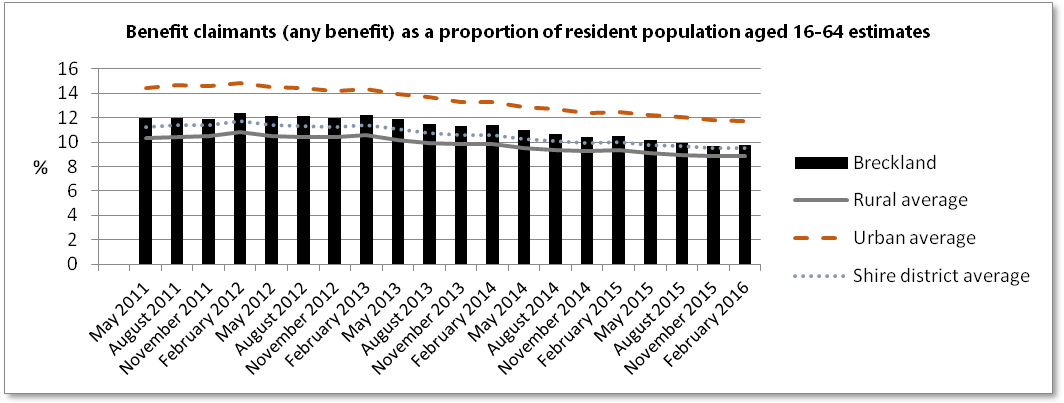 Benefit claimants (any benefit) as a proportion of resident population aged 16-64 estimates
16
14
12
10
8
6
4
2
0
%
May 2011
August 2011
November 2011
February 2012
May 2012
August 2012
November 2012
February 2013
May 2013
August 2013
November 2013
February 2014
May 2014
August 2014
November 2014
February 2015
May 2015
August 2015
November 2015
February 2016
Breckland
Rural average
Urban average
Shire district average